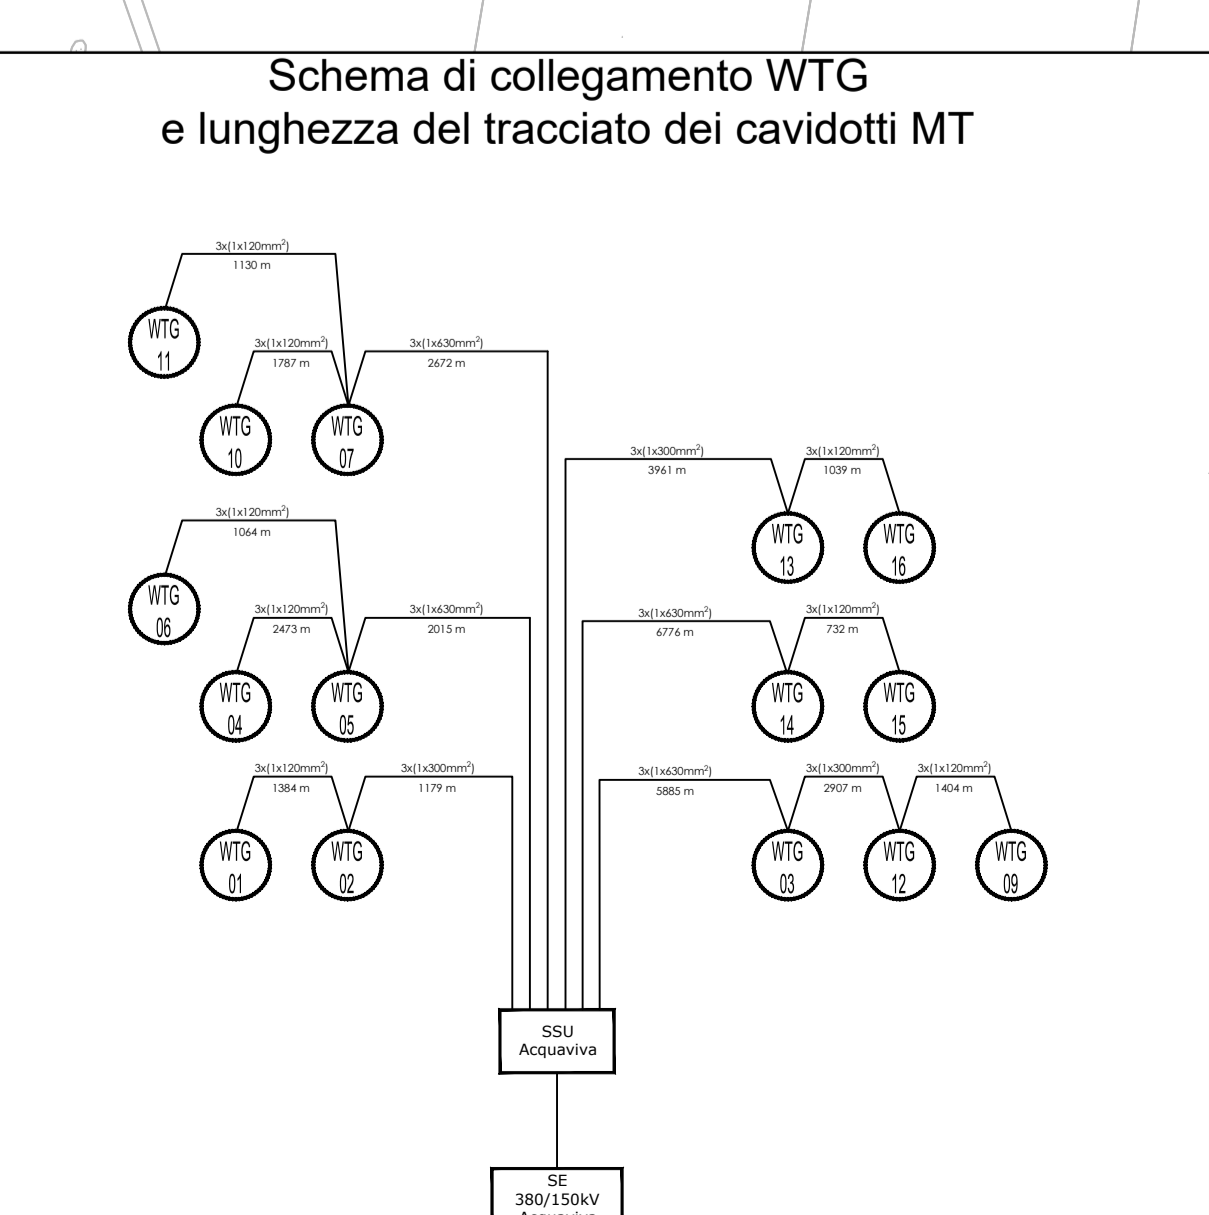 Schema di collegamento WTG
e lunghezza del tracciato dei cavidotti MT
3x(1x120mm²)
1130 m
WTG
11
3x(1x120mm²)
1787 m
3x(1x630mm²)
2672 m
WTG
10
WTG
07
3x(1x300mm²)
3961 m
3x(1x120mm²)
1039 m
WTG
13
WTG
16
3x(1x120mm²)
1064 m
WTG
06
3x(1x120mm²)
2473 m
3x(1x630mm²)
2015 m
WTG
04
WTG
05
3x(1x630mm²)
6776 m
3x(1x120mm²)
732 m
WTG
14
WTG
15
3x(1x120mm²)
1384 m
3x(1x300mm²)
1179 m
WTG
01
WTG
02
3x(1x630mm²)
5885 m
3x(1x300mm²)
2907 m
3x(1x120mm²)
1404 m
WTG
03
WTG
12
WTG
09
SSU
Acquaviva
SE
380/150kV
Acquaviva